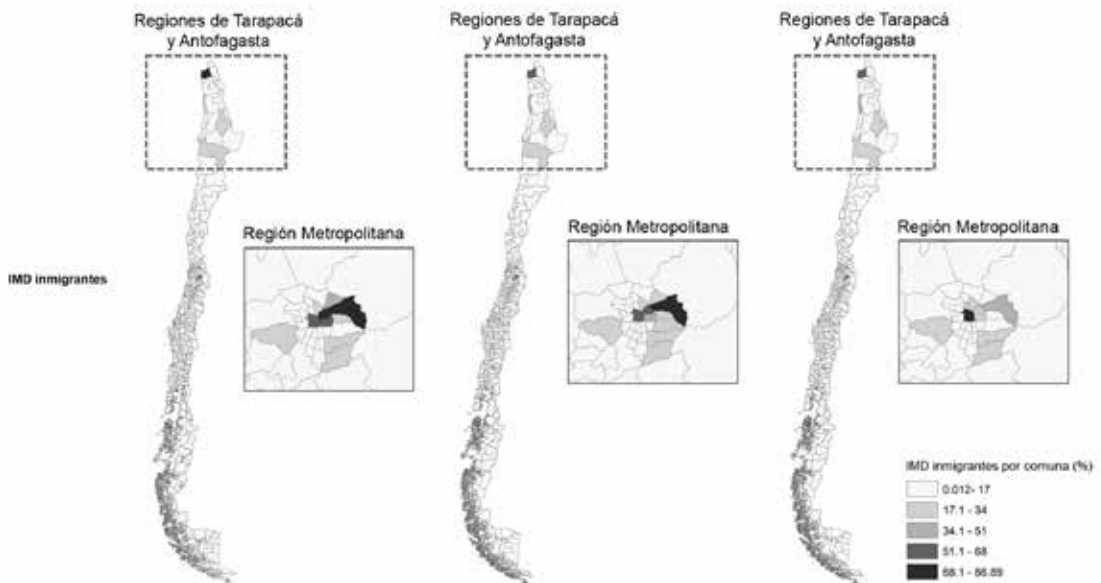 Regiones de Tarapacá
y Antofagasta
Regiones de Tarapacá
y Antofagasta
Regiones de Tarapacá
y Antofagasta
Región Metropolitana
Región Metropolitana
Región Metropolitana
IMD inmigrantes
IMD inmigrantes por comuna (%)
0.012- 17
17.1 - 34
34.1 - 51
51.1 - 68
68.1 - 86.89